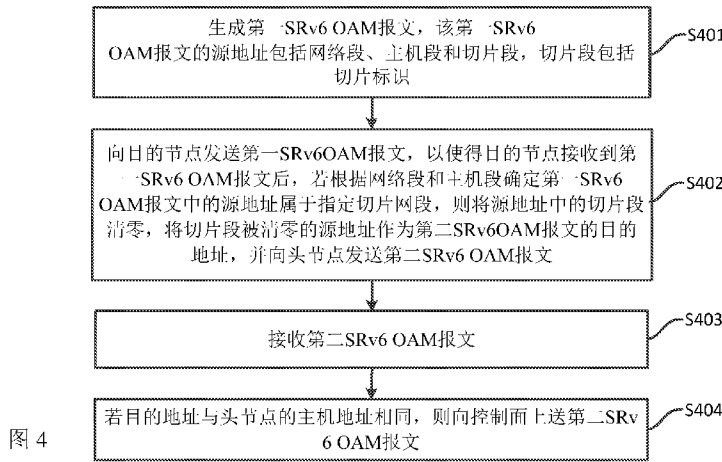 生成第一SRv6 OAM报文，该第一SRv6
OAM报文的源地址包括网络段、主机段和切片段，切片段包括
切片标识
S401
向目的节点发送第一SRv6OAM报文，以使得目的节点接收到第
一SRv6 OAM报文后，若根据网络段和主机段确定第一SRv6
OAM报文中的源地址属于指定切片网段，则将源地址中的切片段
清零，将切片段被清零的源地址作为第二SRv6OAM报文的目的
地址，并向头节点发送第二SRv6 OAM报文
S402
接收第二SRv6 OAM报文
S403
若目的地址与头节点的主机地址相同，则向控制面上送第二SRv
6 OAM报文
S404
图 4